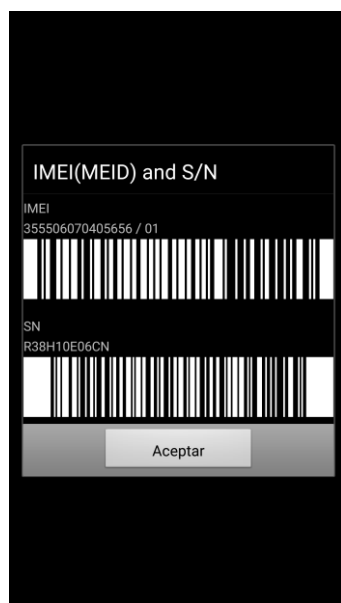 IMEI(MEID) and S/N
IMEI
355506070405656 / 01
SN
R38H10E06CN
Aceptar